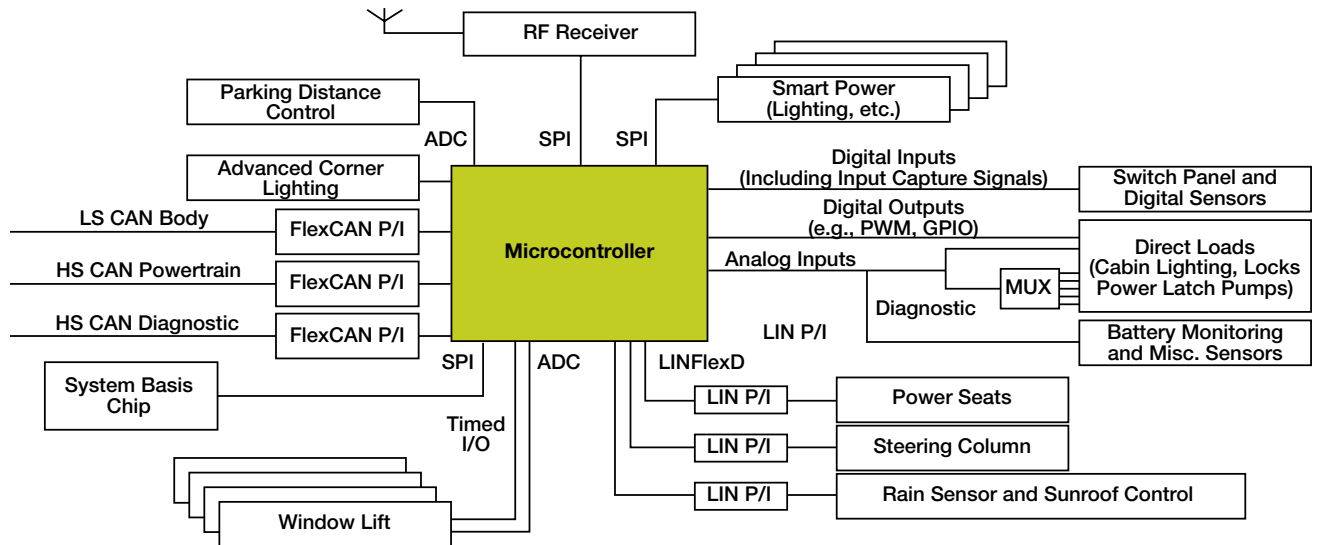 RF Receiver
Parking Distance
Control
Smart Power
(Lighting, etc.)
ADC
SPI
SPI
Advanced Corner
Lighting
Digital Inputs
(Including Input Capture Signals)
Switch Panel and
Digital Sensors
LS CAN Body
FlexCAN P/I
Digital Outputs
(e.g., PWM, GPIO)
Microcontroller
Analog Inputs
Direct Loads
(Cabin Lighting, Locks
Power Latch Pumps)
HS CAN Powertrain
FlexCAN P/I
MUX
Diagnostic
HS CAN Diagnostic
FlexCAN P/I
LIN P/I
Battery Monitoring
and Misc. Sensors
SPI
ADC
LINFlexD
System Basis
Chip
LIN P/I
Power Seats
Timed
I/O
LIN P/I
Steering Column
LIN P/I
Rain Sensor and Sunroof Control
Window Lift